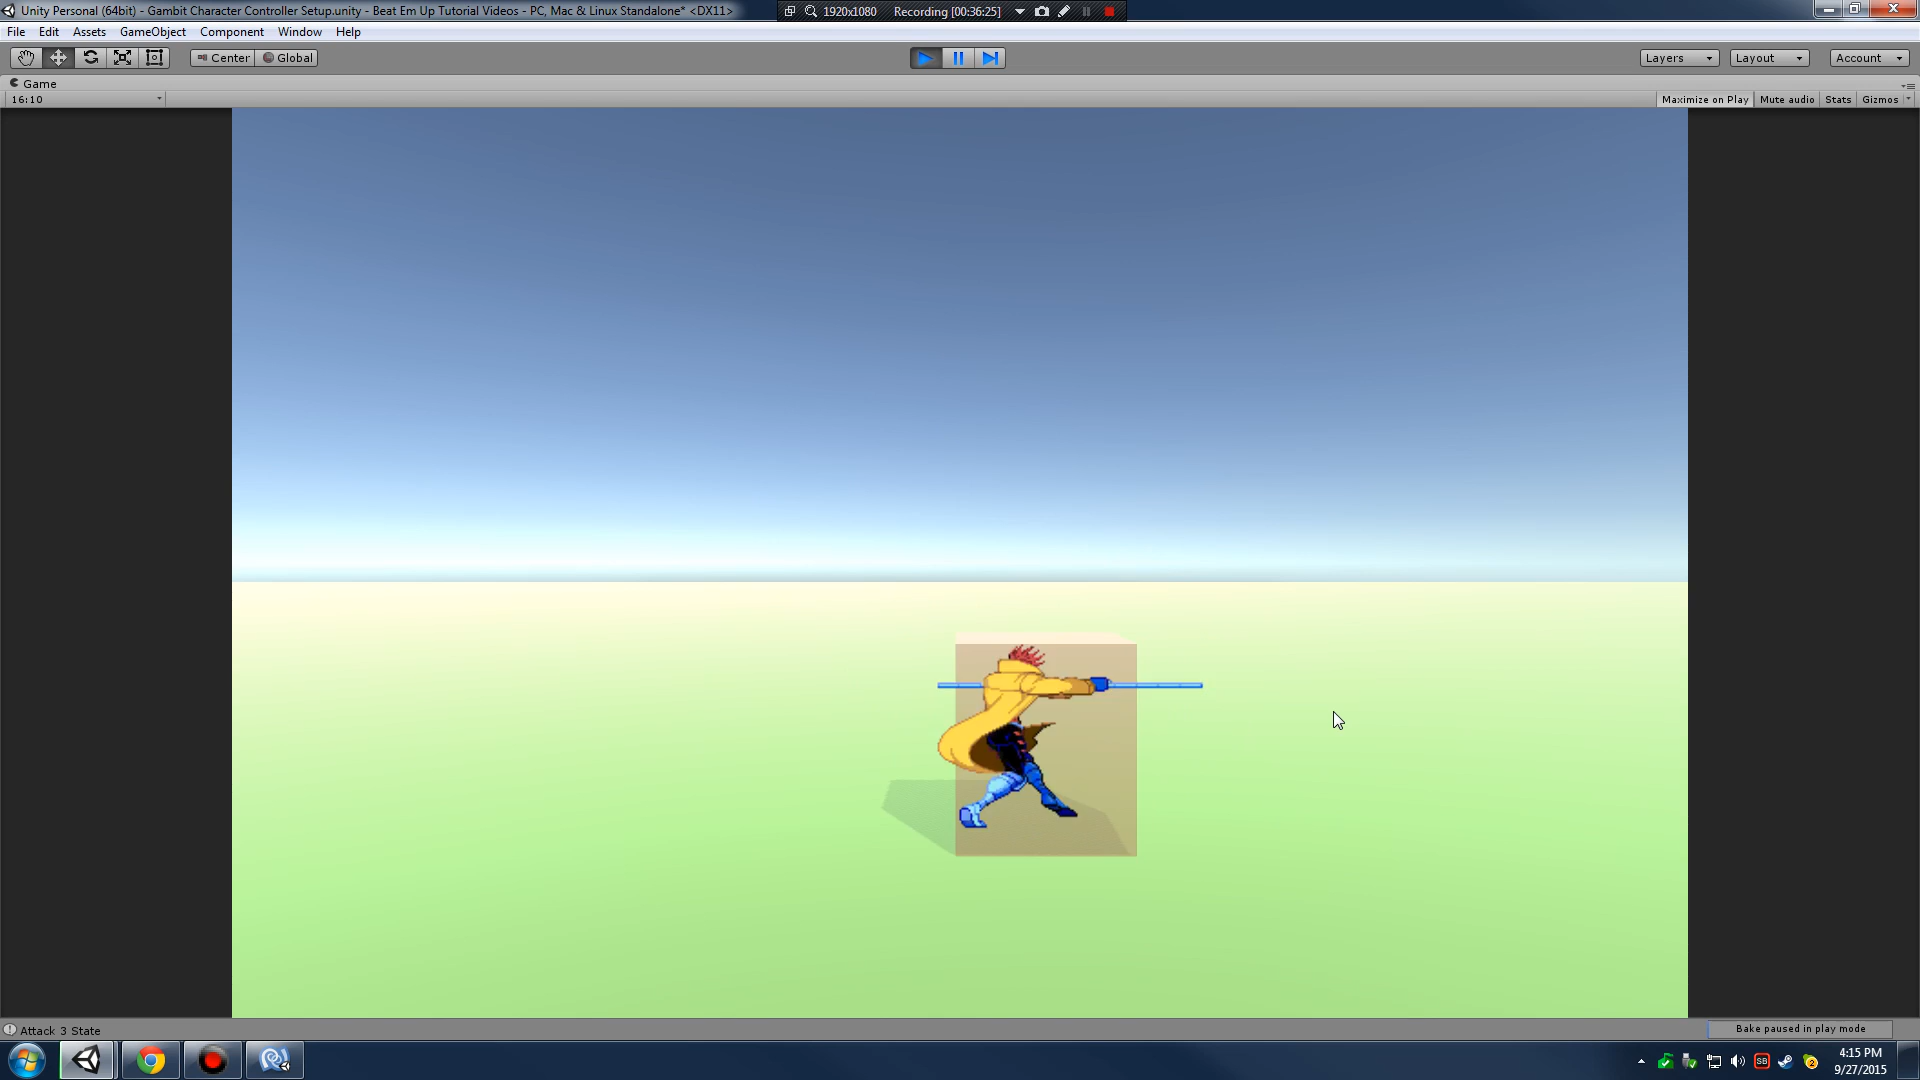 Unity Personal (64bit) - Gambit Character Controller Setup.unity - Beat Em Up Tutorial Videos - PC, Mac & Linux Standalone* <DX11>
1920x1080 Recording [00:36:25]
File Edit Assets GameObject Component Window Help
Center Global Layers Layout Account
Game
16:10 Maximize on Play Mute audio Stats Gizmos
Attack 3 State Bake paused in play mode
SB 2
4:15 PM
9/27/2015